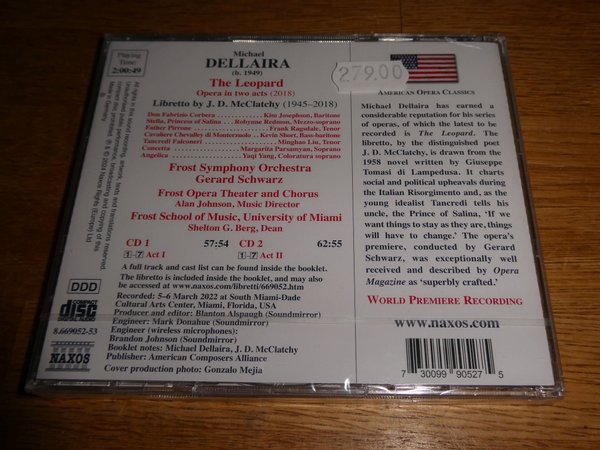 Playing Time:
2:00:49
Michael
DELLAIRA
(b. 1949)
The Leopard
Opera in two acts (2018)
Libretto by J. D. McClatchy (1945–2018)
Don Fabrizio Corbera Kim Josephson, Baritone
Stella, Princess of Salina Robynne Redmon, Mezzo-soprano
Father Pirrone Frank Ragsdale, Tenor
Cavaliere Chevalley di Monterzuolo Kevin Short, Bass-baritone
Tancredi Falconeri Minghao Liu, Tenor
Concetta Margarita Parsamyan, Soprano
Angelica Yaqi Yang, Coloratura soprano
Frost Symphony Orchestra
Gerard Schwarz
Frost Opera Theater and Chorus
Alan Johnson, Music Director
Frost School of Music, University of Miami
Shelton G. Berg, Dean
CD 1 57:54 CD 2 62:55
1-7 Act I 1-7 Act II
A full track and cast list can be found inside the booklet.
The libretto is included inside the booklet, and may also
be accessed at www.naxos.com/libretti/669052.htm
Recorded: 5–6 March 2022 at South Miami-Dade
Cultural Arts Center, Miami, Florida, USA
Producer and editor: Blanton Alspaugh (Soundmirror)
Engineer: Mark Donahue (Soundmirror)
Engineer (wireless microphones):
Brandon Johnson (Soundmirror)
Booklet notes: Michael Dellaira, J. D. McClatchy
Publisher: American Composers Alliance
Cover production photo: Gonzalo Mejia
DDD
COMPACT
disc
DIGITAL AUDIO
8.669052-53
NAXOS
279.00
AMERICAN OPERA CLASSICS
Michael Dellaira has earned a
considerable reputation for his series
of operas, of which the latest to be
recorded is The Leopard. The
libretto, by the distinguished poet
J. D. McClatchy, is drawn from the
1958 novel written by Giuseppe
Tomasi di Lampedusa. It charts
social and political upheavals during
the Italian Risorgimento and, as
the young idealist Tancredi tells his
uncle, the Prince of Salina, ‘If we
want things to stay as they are, things
will have to change.’ The opera’s
premiere, conducted by Gerard
Schwarz, was exceptionally well
received and described by Opera
Magazine as ‘superbly crafted.’
WORLD PREMIERE RECORDING
www.naxos.com
7 30099 90527 5